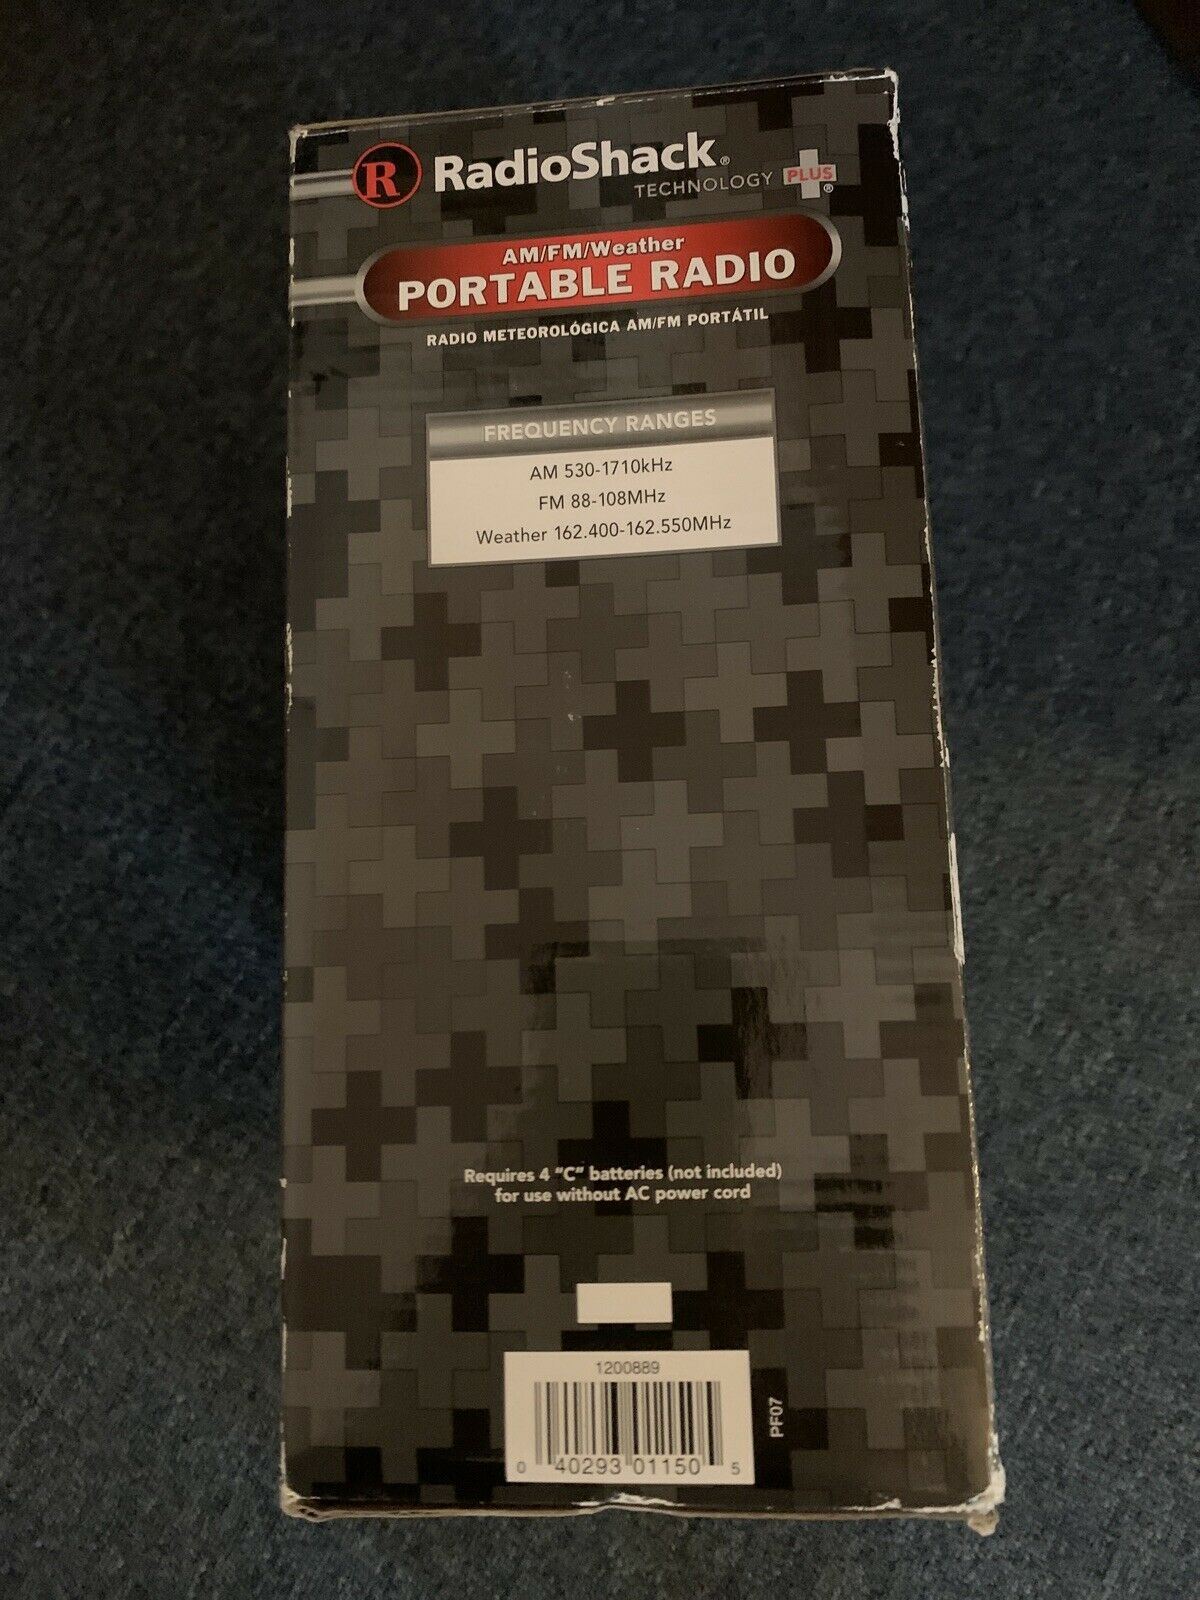 R RadioShack®
TECHNOLOGY PLUS®
AM/FM/Weather
PORTABLE RADIO
RADIO METEOROLÓGICA AM/FM PORTÁTIL
FREQUENCY RANGES
AM 530-1710kHz
FM 88-108MHz
Weather 162.400-162.550MHz
Requires 4 "C" batteries (not included)
for use without AC power cord
1200889
0 40293 01150 5
PF07